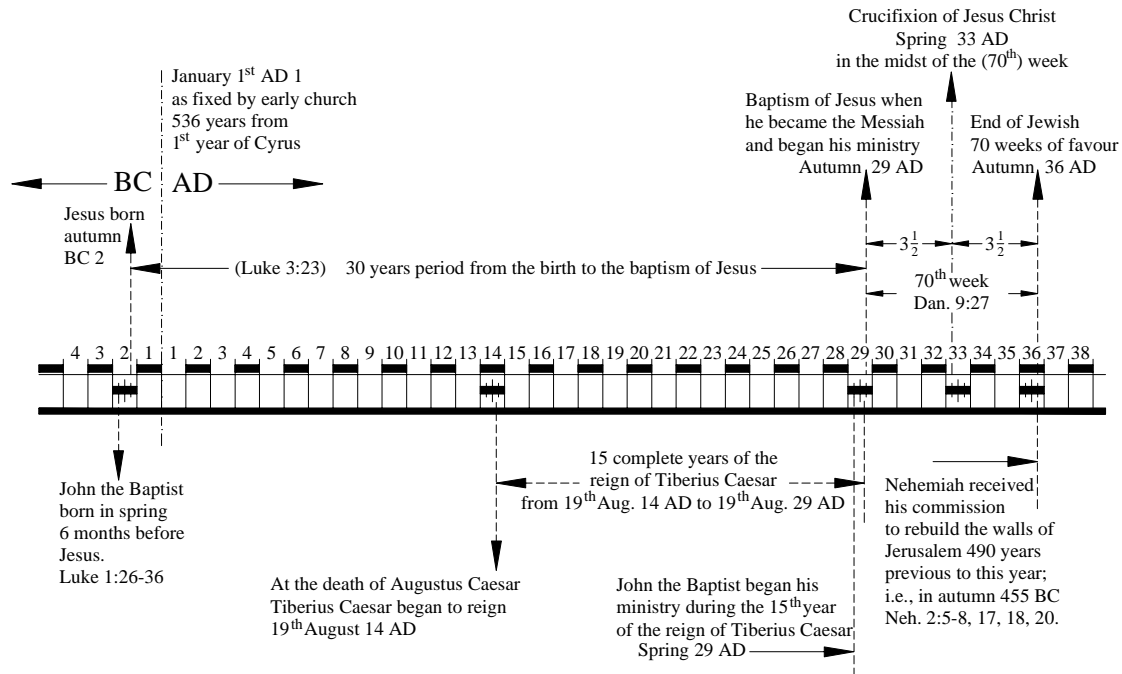 Crucifixion of Jesus Christ
Spring 33 AD
in the midst of the (70th) week
January 1st AD 1
as fixed by early church
536 years from
1st year of Cyrus
Baptism of Jesus when
he became the Messiah
and began his ministry
Autumn 29 AD
End of Jewish
70 weeks of favour
Autumn 36 AD
BC AD
Jesus born
autumn
BC 2
3 1/2 3 1/2
(Luke 3:23) 30 years period from the birth to the baptism of Jesus
70th week
Dan. 9:27
4 3 2 1 1 2 3 4 5 6 7 8 9 10 11 12 13 14 15 16 17 18 19 20 21 22 23 24 25 26 27 28 29 30 31 32 33 34 35 36 37 38
John the Baptist
born in spring
6 months before
Jesus.
Luke 1:26-36
15 complete years of the
reign of Tiberius Caesar
from 19th Aug. 14 AD to 19th Aug. 29 AD
Nehemiah received
his commission
to rebuild the walls of
Jerusalem 490 years
previous to this year;
i.e., in autumn 455 BC
Neh. 2:5-8, 17, 18, 20.
At the death of Augustus Caesar
Tiberius Caesar began to reign
19th August 14 AD
John the Baptist began his
ministry during the 15th year
of the reign of Tiberius Caesar
Spring 29 AD